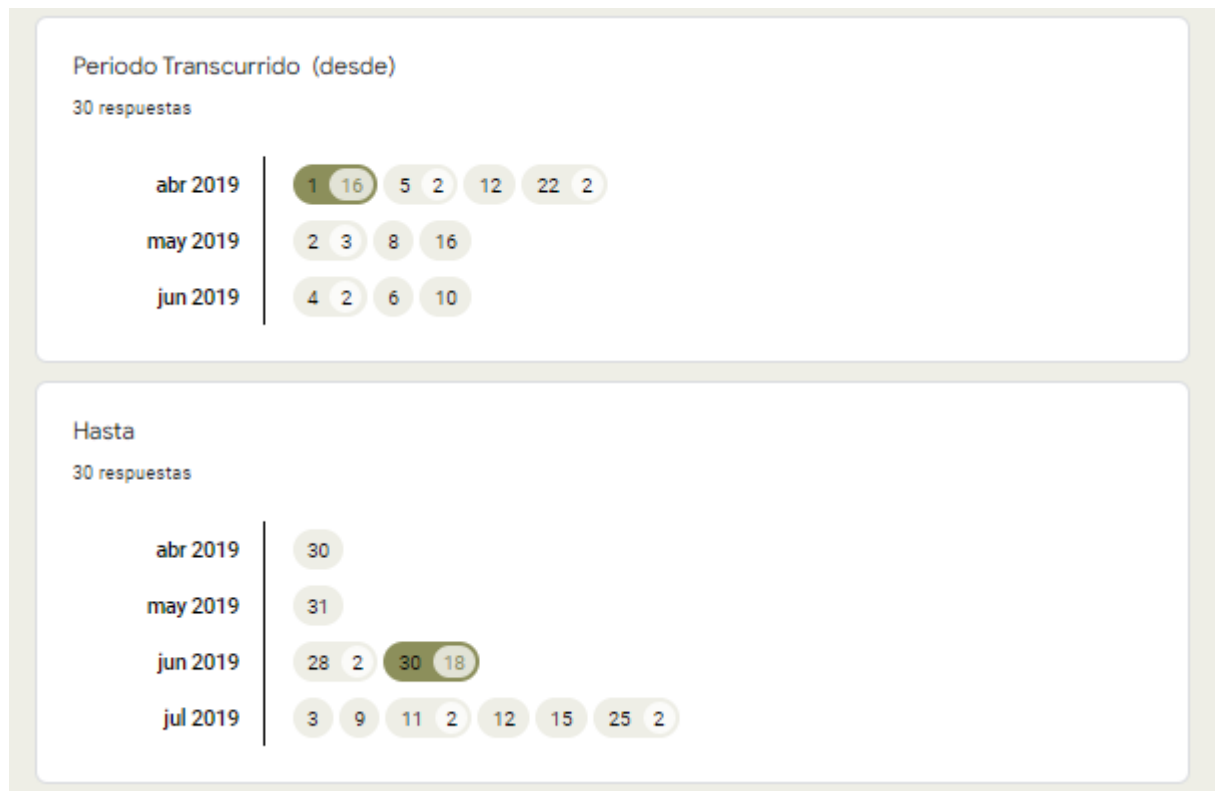 Periodo Transcurrido (desde)
30 respuestas
abr 2019 1 16 5 2 12 22 2
may 2019 2 3 8 16
jun 2019 4 2 6 10
Hasta
30 respuestas
abr 2019 30
may 2019 31
jun 2019 28 2 30 18
jul 2019 3 9 11 2 12 15 25 2